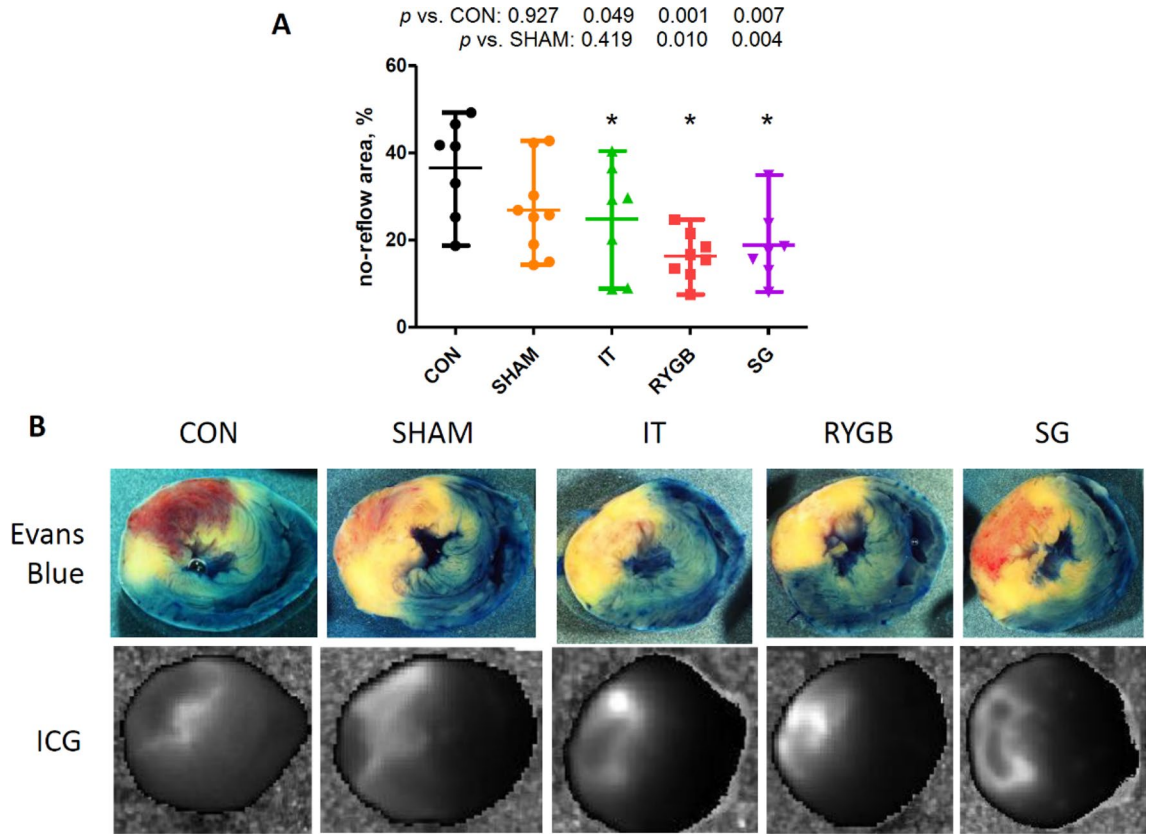 A
p vs. CON: 0.927 0.049 0.001 0.007
p vs. SHAM: 0.419 0.010 0.004
60
40
20
0
no-reflow area, %
* * *
CON SHAM IT RYGB SG
B
CON SHAM IT RYGB SG
Evans
Blue
ICG